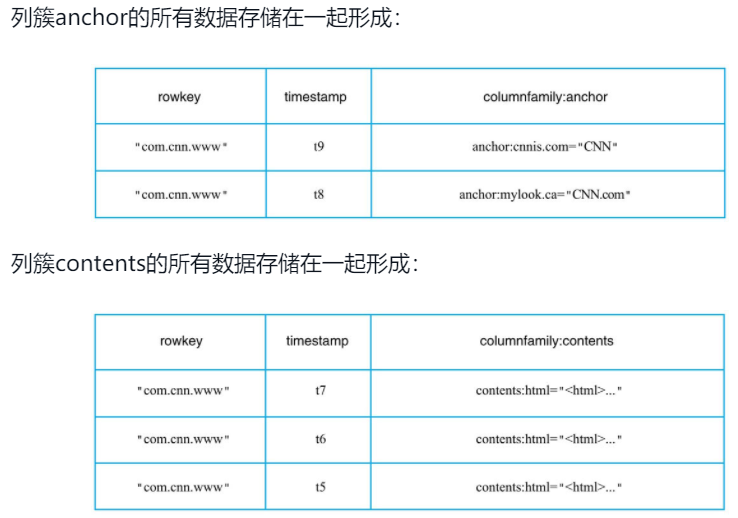 列簇anchor的所有数据存储在一起形成：
rowkey timestamp columnfamily:anchor
"com.cnn.www" t9 anchor:cnnis.com="CNN"
"com.cnn.www" t8 anchor:mylook.ca="CNN.com"
列簇contents的所有数据存储在一起形成：
rowkey timestamp columnfamily:contents
"com.cnn.www" t7 contents:html="<html>..."
"com.cnn.www" t6 contents:html="<html>..."
"com.cnn.www" t5 contents:html="<html>..."